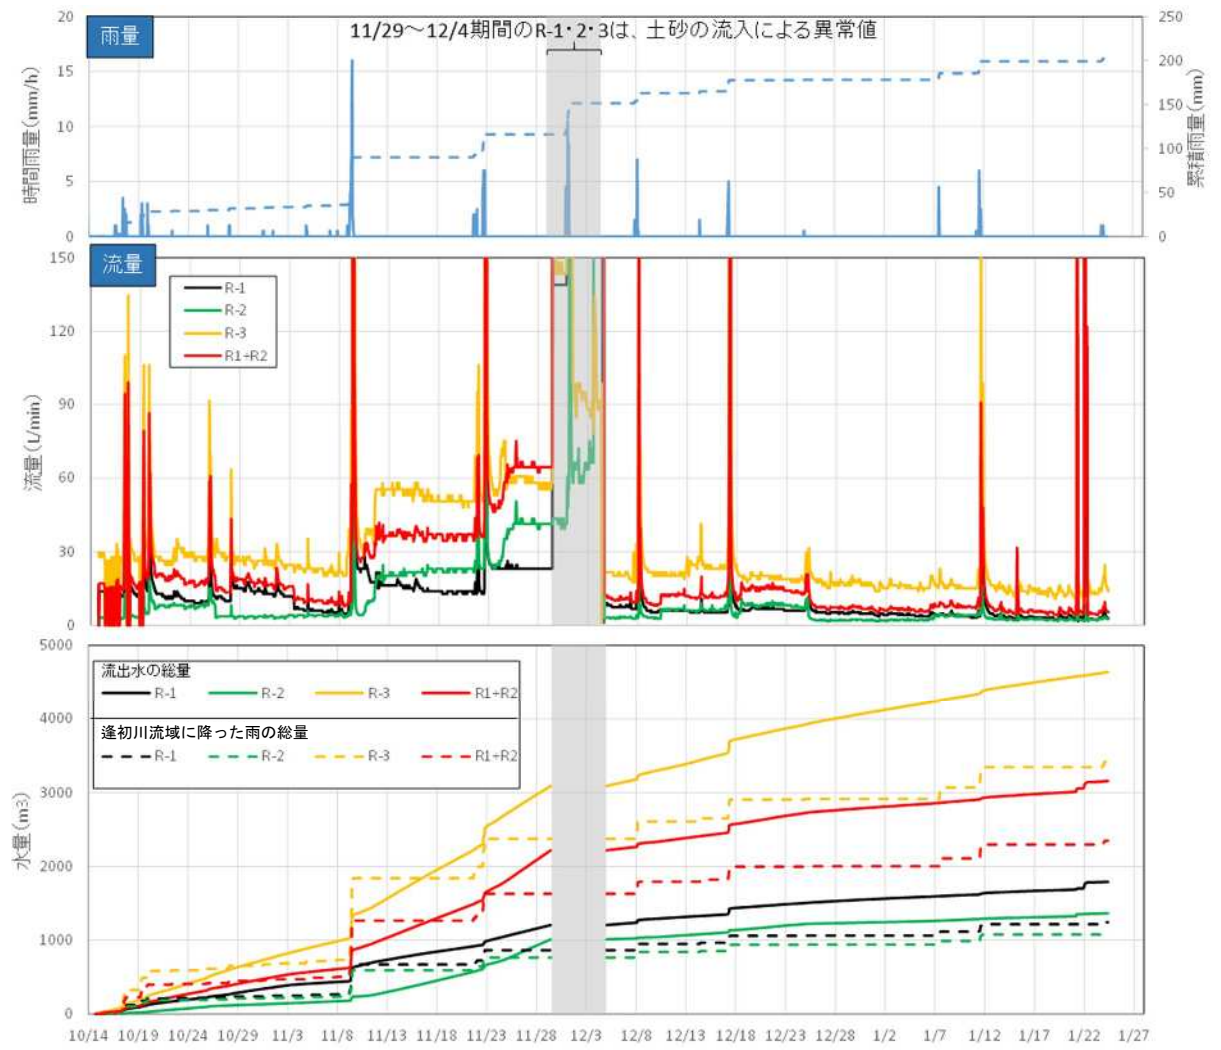 11/29～12/4期間のR-1・2・3は、土砂の流入による異常値
雨量
時間雨量(mm/h)
20
15
10
5
0
累積雨量(mm)
250
200
150
100
50
0
流量
流量(L/min)
150
120
90
60
30
0
R-1
R-2
R-3
R1+R2
水量(m3)
5000
4000
3000
2000
1000
0
流出水の総量
R-1 R-2 R-3 R1+R2
逢初川流域に降った雨の総量
R-1 R-2 R-3 R1+R2
10/14 10/19 10/24 10/29 11/3 11/8 11/13 11/18 11/23 11/28 12/3 12/8 12/13 12/18 12/23 12/28 1/2 1/7 1/12 1/17 1/22 1/27